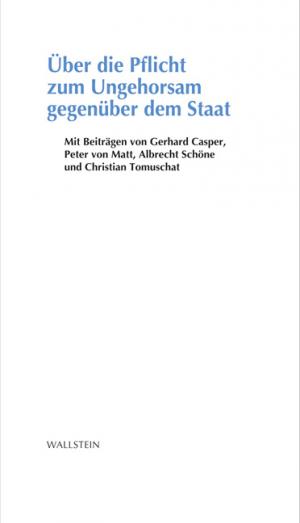 Über die Pflicht
zum Ungehorsam
gegenüber dem Staat
Mit Beiträgen von Gerhard Casper,
Peter von Matt, Albrecht Schöne
und Christian Tomuschat
WALLSTEIN